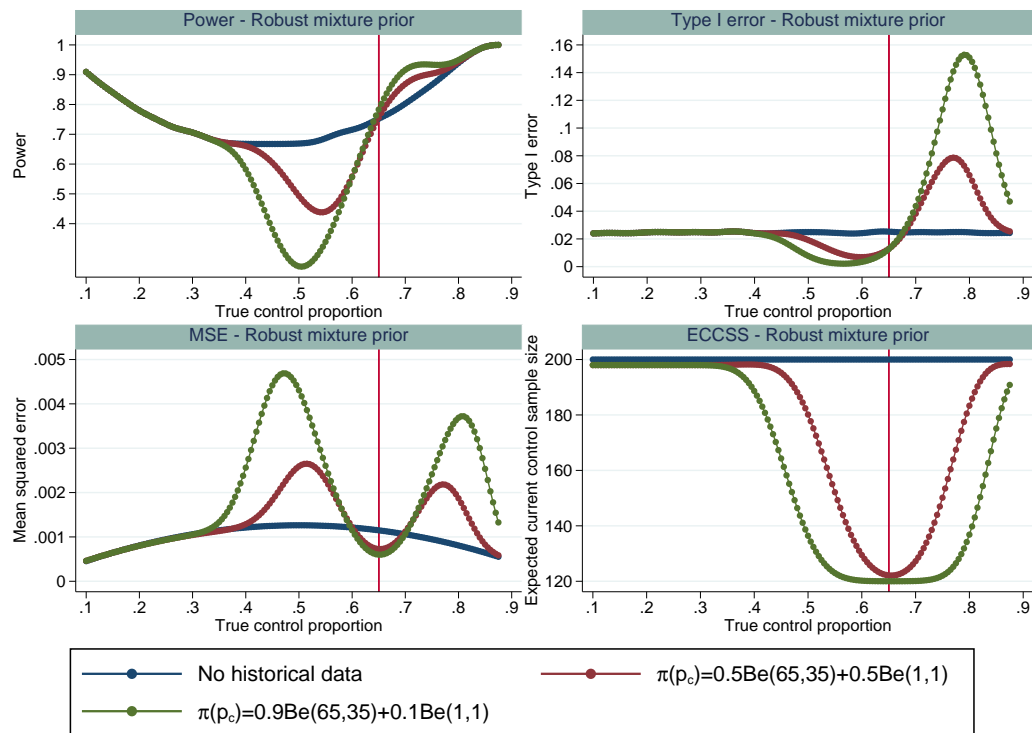 Power - Robust mixture prior
Power
1
.9
.8
.7
.6
.5
.4
.1 .2 .3 .4 .5 .6 .7 .8 .9
True control proportion
Type I error - Robust mixture prior
Type I error
.16
.14
.12
.1
.08
.06
.04
.02
0
.1 .2 .3 .4 .5 .6 .7 .8 .9
True control proportion
MSE - Robust mixture prior
Mean squared error
.005
.004
.003
.002
.001
0
.1 .2 .3 .4 .5 .6 .7 .8 .9
True control proportion
ECCSS - Robust mixture prior
Expected current control sample size
200
180
160
140
120
.1 .2 .3 .4 .5 .6 .7 .8 .9
True control proportion
No historical data
π(p_c)=0.5Be(65,35)+0.5Be(1,1)
π(p_c)=0.9Be(65,35)+0.1Be(1,1)